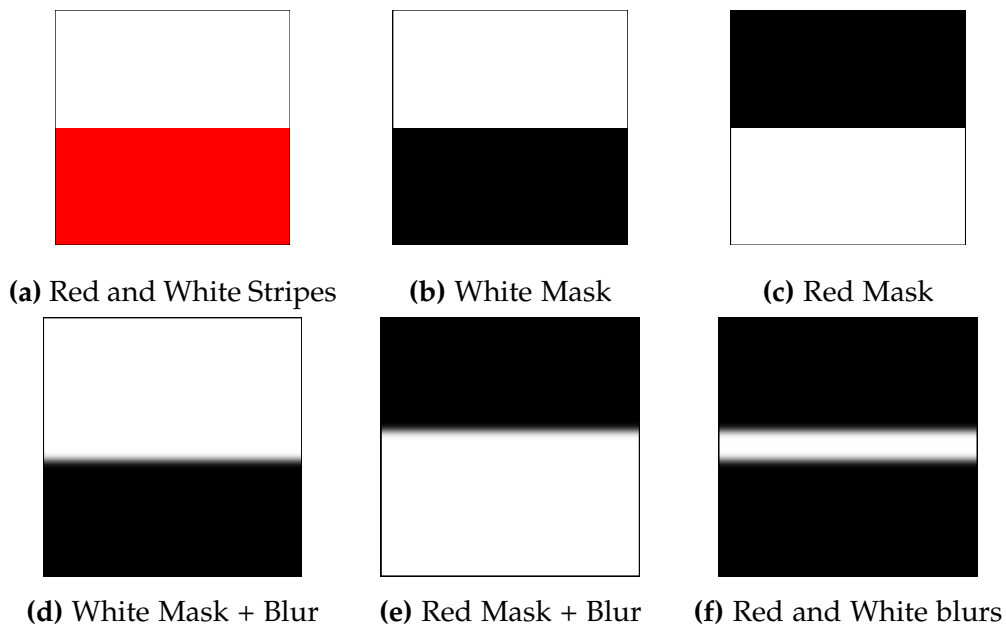 (a) Red and White Stripes
(b) White Mask
(c) Red Mask
(d) White Mask + Blur
(e) Red Mask + Blur
(f) Red and White blurs